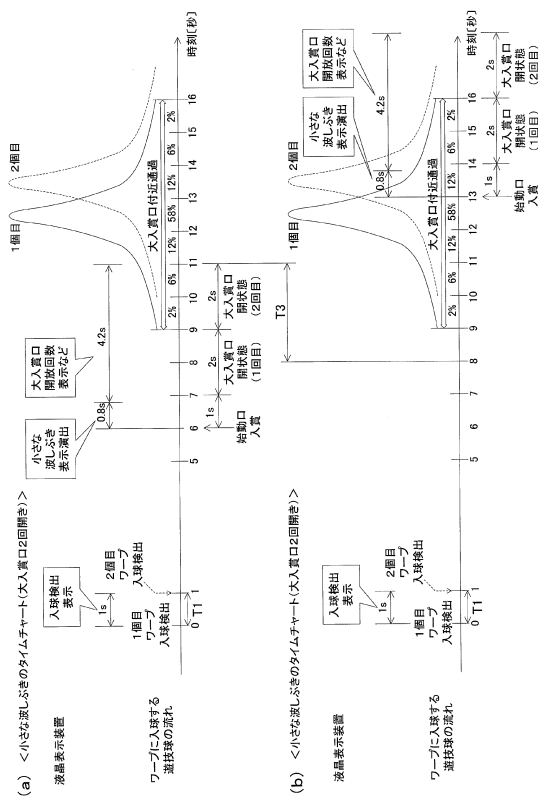 (a) <小さな波しぶきのタイムチャート(大入賞口2回開き)>
液晶表示装置
入球検出
表示
1s
小さな
波しぶき
表示演出
大入賞口
開放回数
表示など
0.8s
4.2s
1個目
2個目
ワープに入球する
遊技球の流れ
1個目
ワープ
入球検出
2個目
ワープ
入球検出
大入賞口付近通過
2% 6% 12% 58% 12% 6% 2%
0 1 5 6 7 8 9 10 11 12 13 14 15 16 時刻[秒]
T1
始動口
入賞
1s
2s
大入賞口
開状態
(1回目)
2s
大入賞口
開状態
(2回目)
T3
(b) <小さな波しぶきのタイムチャート(大入賞口2回開き)>
液晶表示装置
入球検出
表示
1s
小さな
波しぶき
表示演出
大入賞口
開放回数
表示など
0.8s
4.2s
1個目
2個目
ワープに入球する
遊技球の流れ
1個目
ワープ
入球検出
2個目
ワープ
入球検出
大入賞口付近通過
2% 6% 12% 58% 12% 6% 2%
0 1 5 6 7 8 9 10 11 12 13 14 15 16 時刻[秒]
T1
始動口
入賞
1s
2s
大入賞口
開状態
(1回目)
2s
大入賞口
開状態
(2回目)